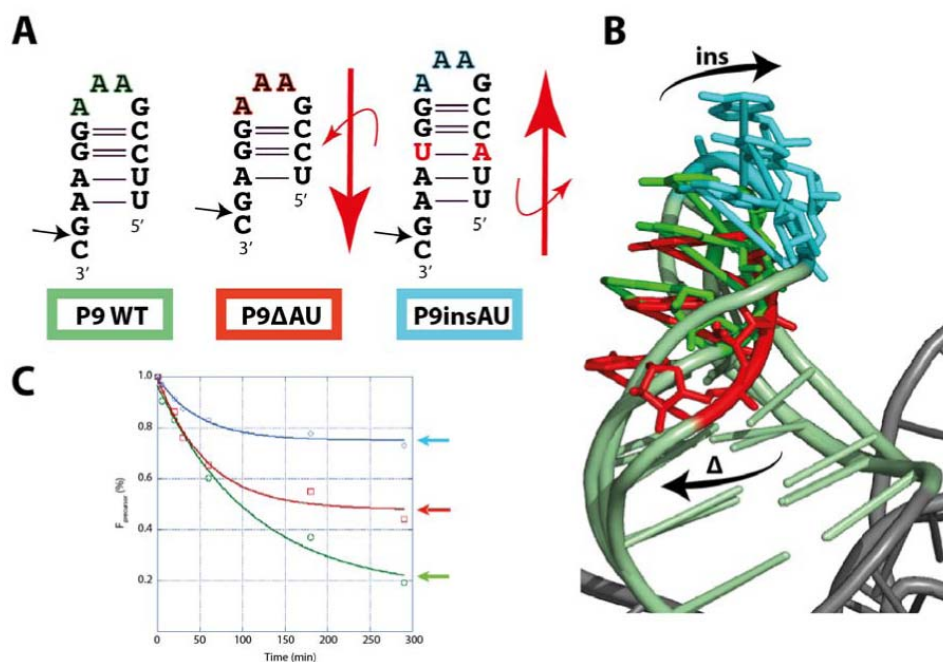 A
AA
A G
G C
G C
A U
A U
G 5′
C
3′
P9 WT
AA
A G
G C
G C
A U
G 5′
C
3′
P9ΔAU
AA
A G
G C
G C
U A
A U
A U
G 5′
C
3′
P9insAU
B
ins
Δ
C
F precursor (%)
1.0
0.8
0.6
0.4
0.2
0 50 100 150 200 250 300
Time (min)